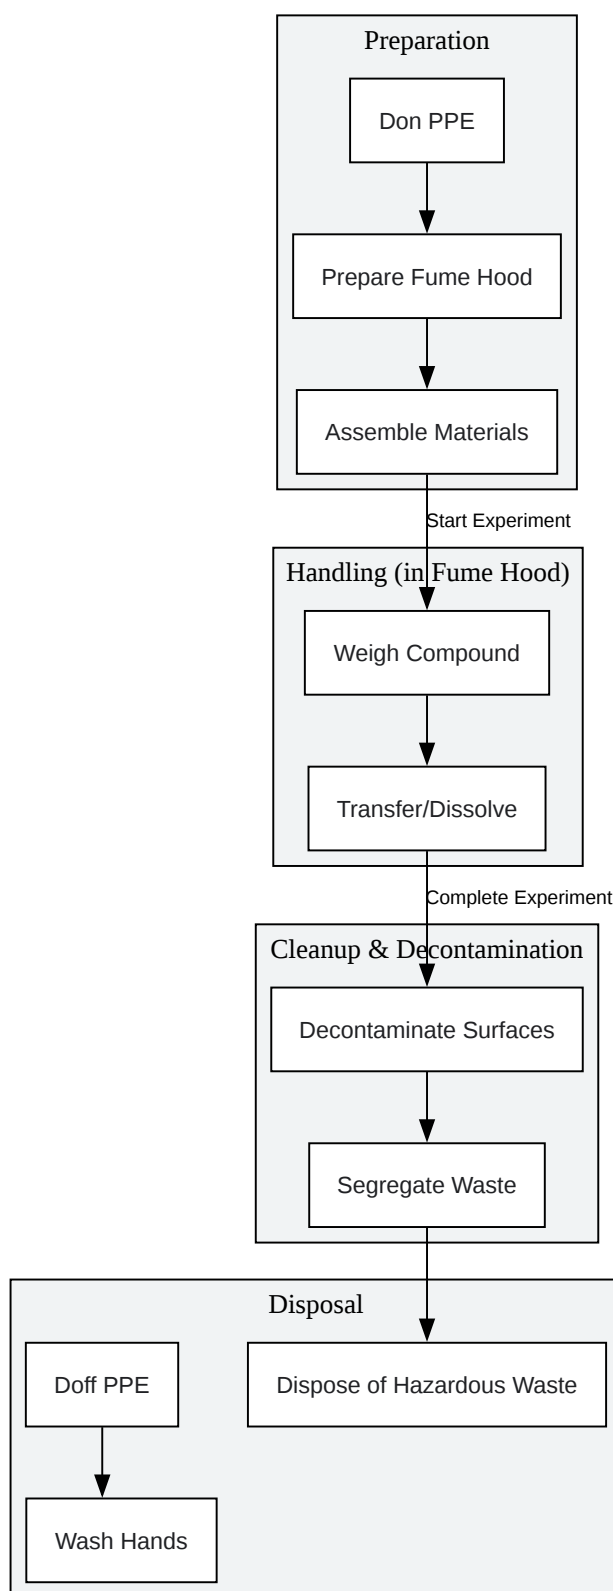 Preparation
Don PPE
Prepare Fume Hood
Assemble Materials
Start Experiment
Handling (in Fume Hood)
Weigh Compound
Transfer/Dissolve
Complete Experiment
Cleanup & Decontamination
Decontaminate Surfaces
Segregate Waste
Disposal
Doff PPE
Dispose of Hazardous Waste
Wash Hands